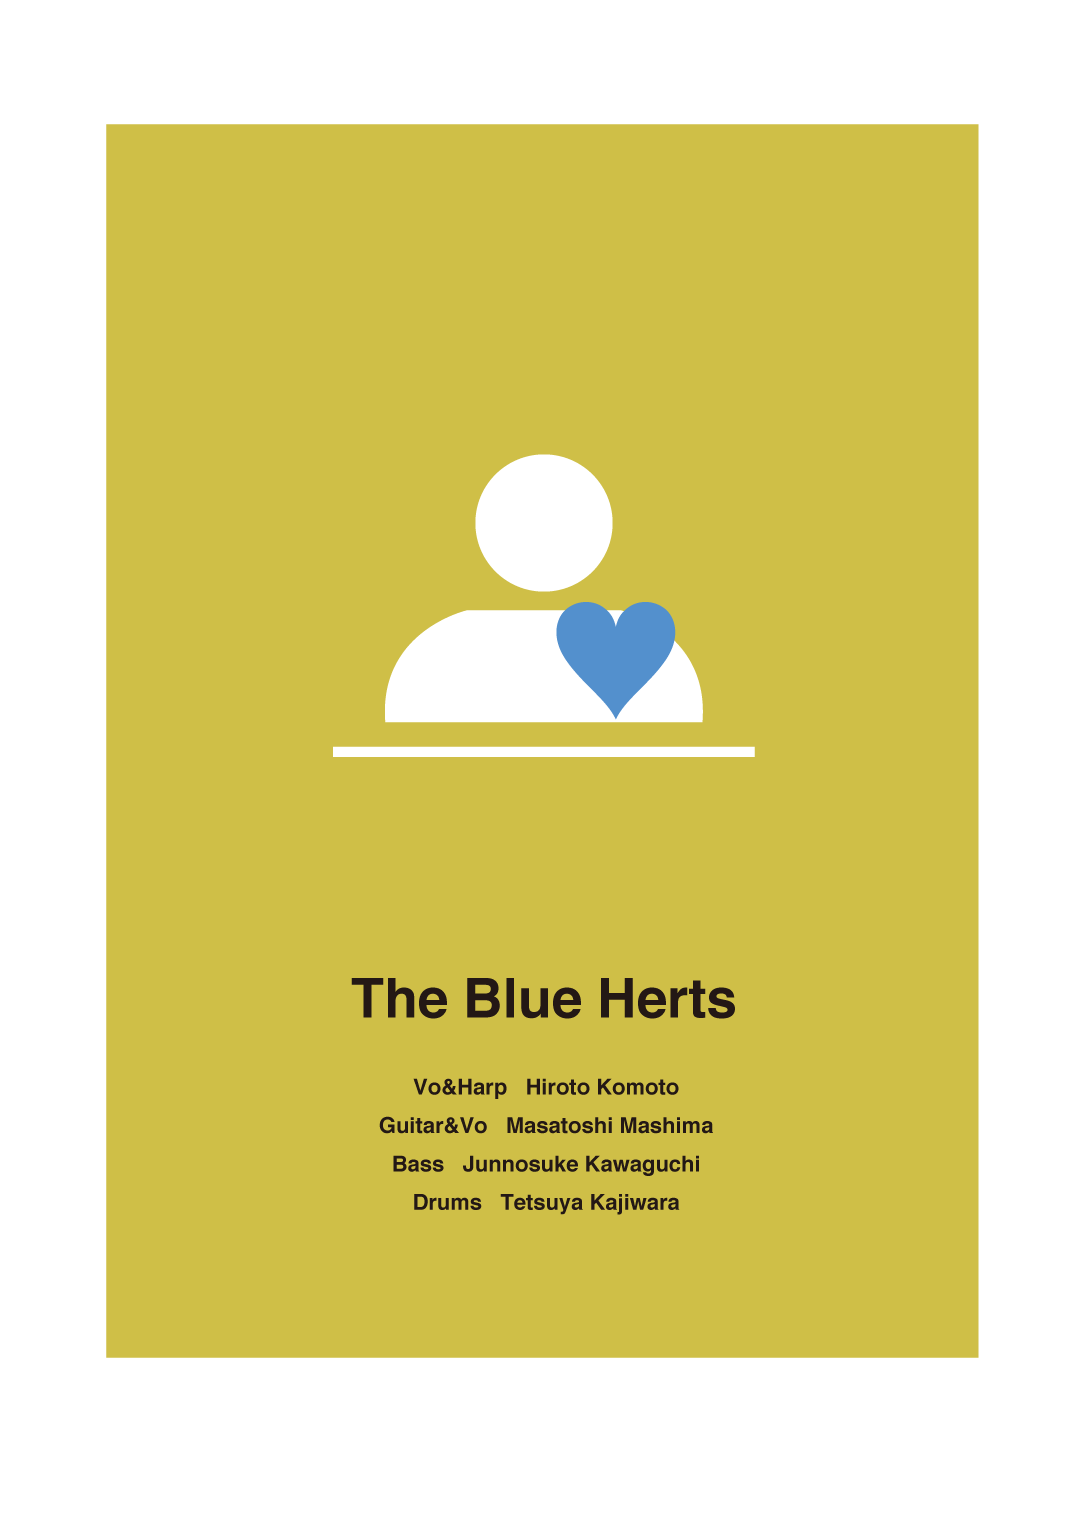 The Blue Herts
Vo&Harp Hiroto Komoto
Guitar&Vo Masatoshi Mashima
Bass Junnosuke Kawaguchi
Drums Tetsuya Kajiwara